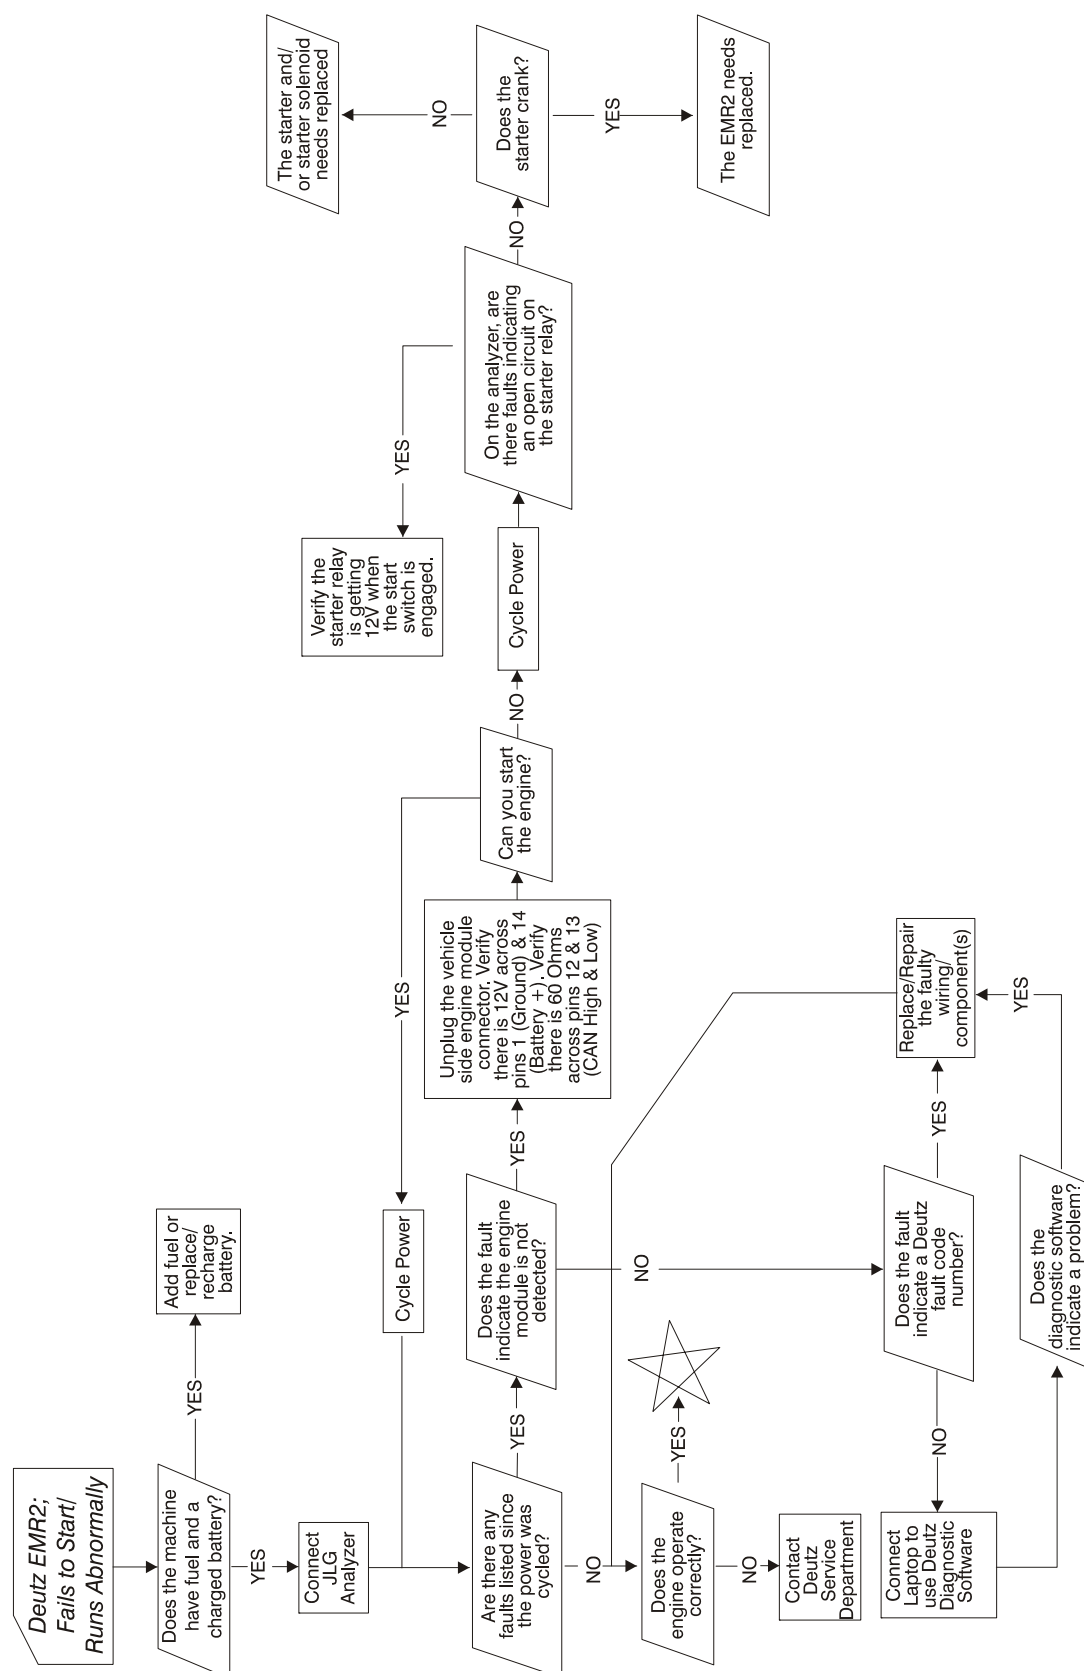 Deutz EMR2;
Fails to Start/
Runs Abnormally
Does the machine
have fuel and a
charged battery?
YES
Add fuel or
replace/
recharge
battery.
YES
Connect
JLG
Analyzer
Cycle Power
YES
Are there any
faults listed since
the power was
cycled?
YES
Does the fault
indicate the engine
module is not
detected?
YES
Unplug the vehicle
side engine module
connector. Verify
there is 12V across
pins 1 (Ground) & 14
(Battery +). Verify
there is 60 Ohms
across pins 12 & 13
(CAN High & Low)
Can you start
the engine?
NO
Cycle Power
On the analyzer, are
there faults indicating
an open circuit on
the starter relay?
YES
Verify the
starter relay
is getting
12V when
the start
switch is
engaged.
NO
Does the
starter crank?
NO
The starter and/
or starter solenoid
needs replaced
YES
The EMR2 needs
replaced.
NO
NO
Does the
engine operate
correctly?
YES
NO
Contact
Deutz
Service
Department
Does the fault
indicate a Deutz
fault code
number?
YES
Replace/Repair
the faulty
wiring/
component(s)
NO
Connect
Laptop to
use Deutz
Diagnostic
Software
Does the
diagnostic software
indicate a problem?
YES